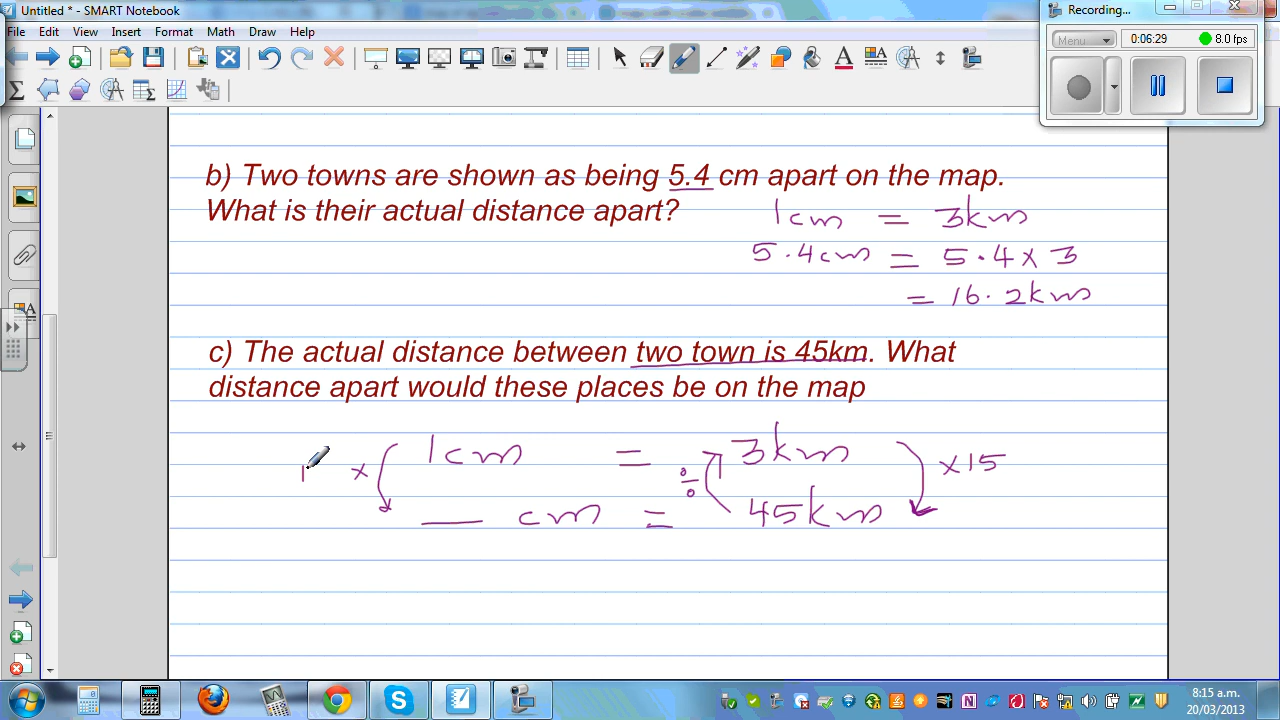 Untitled * - SMART Notebook
Recording...
File Edit View Insert Format Math Draw Help
Menu
0:06:29
8.0 fps
b) Two towns are shown as being 5.4 cm apart on the map.
What is their actual distance apart?
1cm = 3km
5.4cm = 5.4 x 3
= 16.2km
c) The actual distance between two town is 45km. What
distance apart would these places be on the map
1 x 1cm = ÷ 3km x 15
__ cm = 45km
8:15 a.m.
20/03/2013